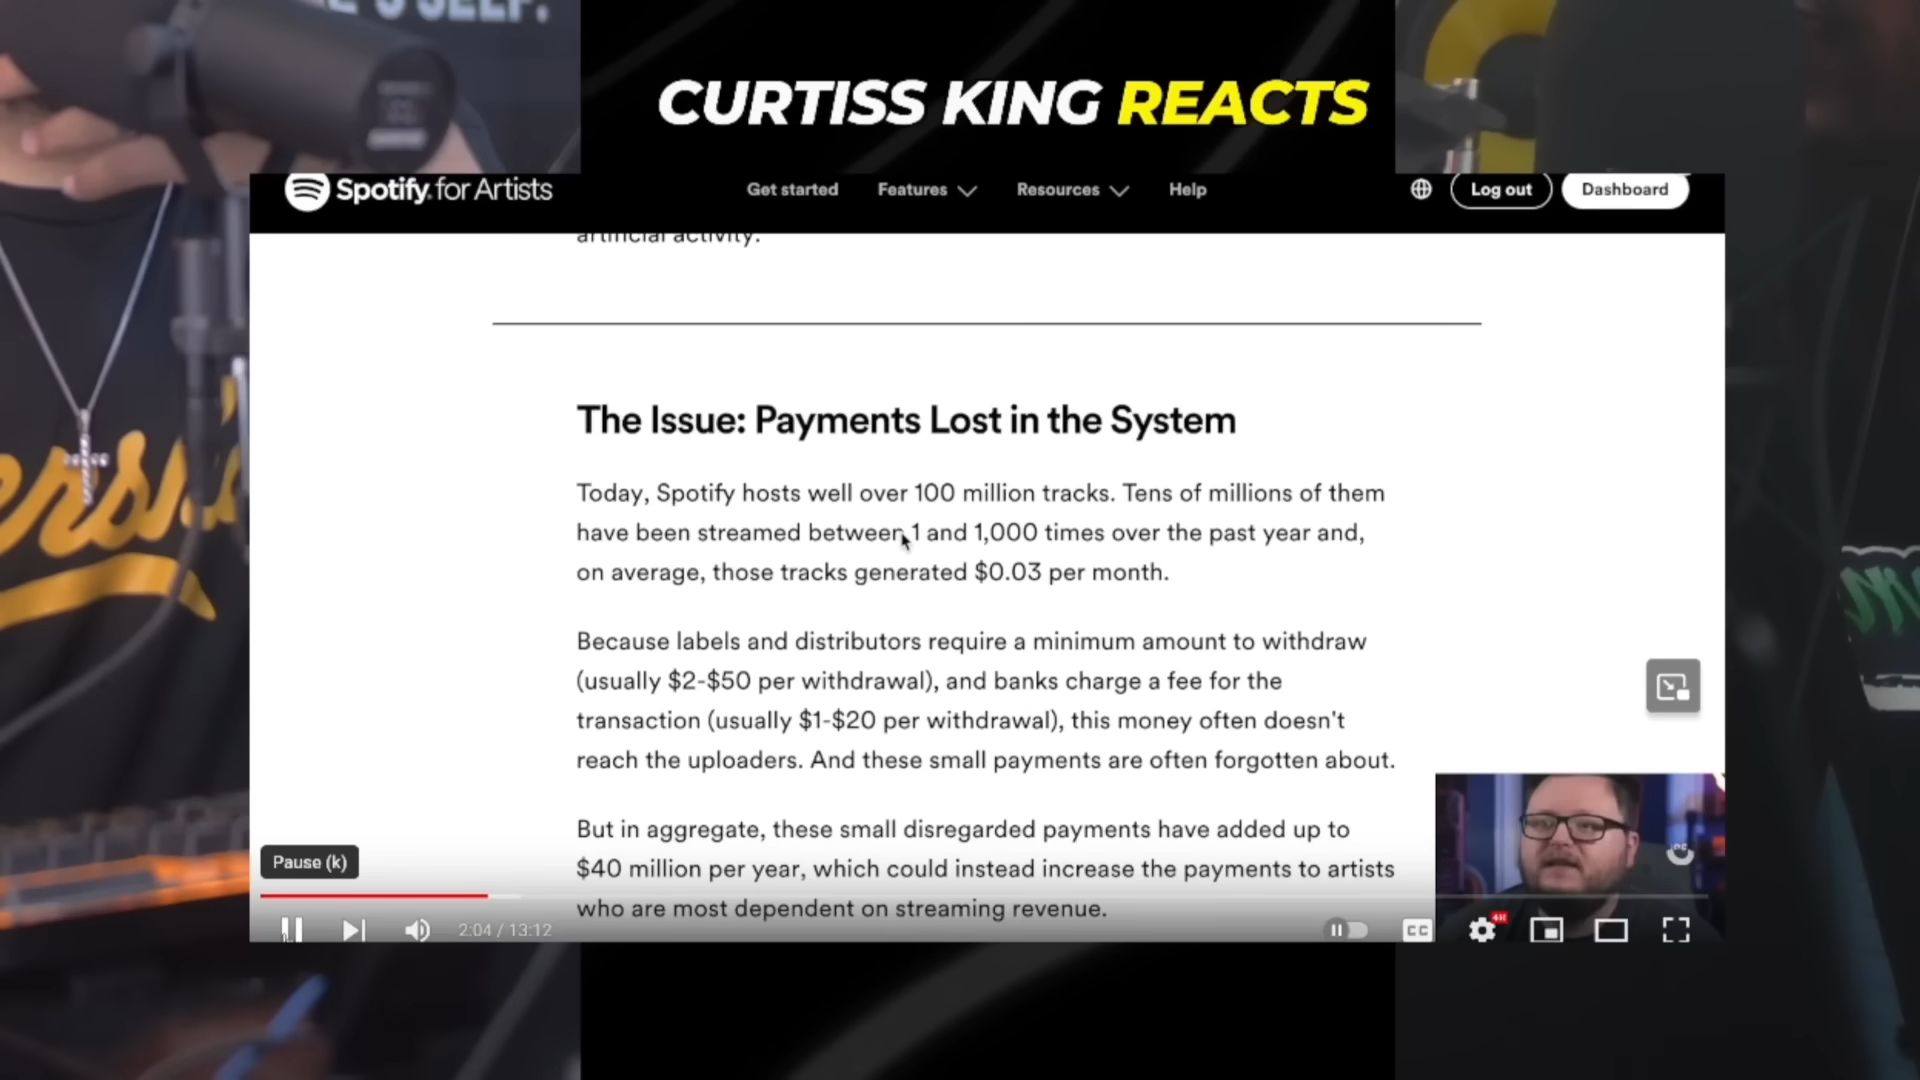 E'S SELF.
CURTISS KING REACTS
Spotify for Artists
Get started
Features
Resources
Help
Log out
Dashboard
artificial activity.
The Issue: Payments Lost in the System
Today, Spotify hosts well over 100 million tracks. Tens of millions of them
have been streamed between 1 and 1,000 times over the past year and,
on average, those tracks generated $0.03 per month.
Because labels and distributors require a minimum amount to withdraw
(usually $2-$50 per withdrawal), and banks charge a fee for the
transaction (usually $1-$20 per withdrawal), this money often doesn't
reach the uploaders. And these small payments are often forgotten about.
But in aggregate, these small disregarded payments have added up to
$40 million per year, which could instead increase the payments to artists
who are most dependent on streaming revenue.
Pause (k)
2:04 / 13:12
CC